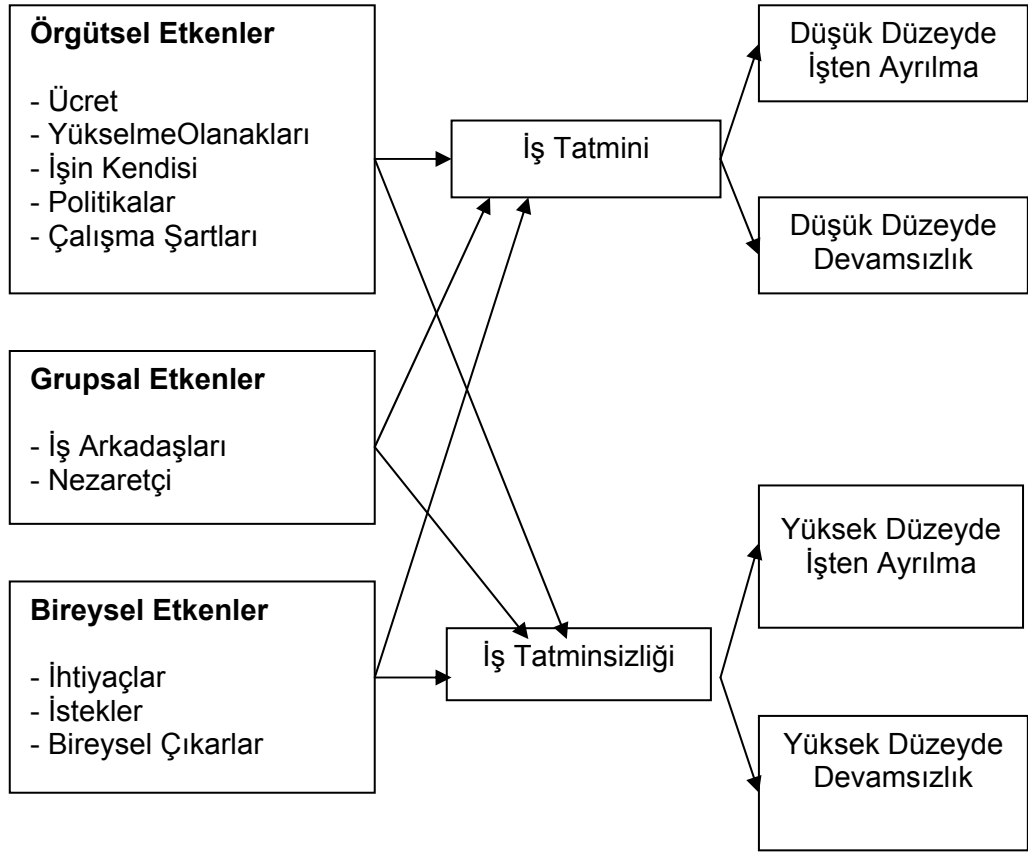 Örgütsel Etkenler
- Ücret
- YükselmeOlanakları
- İşin Kendisi
- Politikalar
- Çalışma Şartları
Grupsal Etkenler
- İş Arkadaşları
- Nezaretçi
Bireysel Etkenler
- İhtiyaçlar
- İstekler
- Bireysel Çıkarlar
İş Tatmini
İş Tatminsizliği
Düşük Düzeyde
İşten Ayrılma
Düşük Düzeyde
Devamsızlık
Yüksek Düzeyde
İşten Ayrılma
Yüksek Düzeyde
Devamsızlık